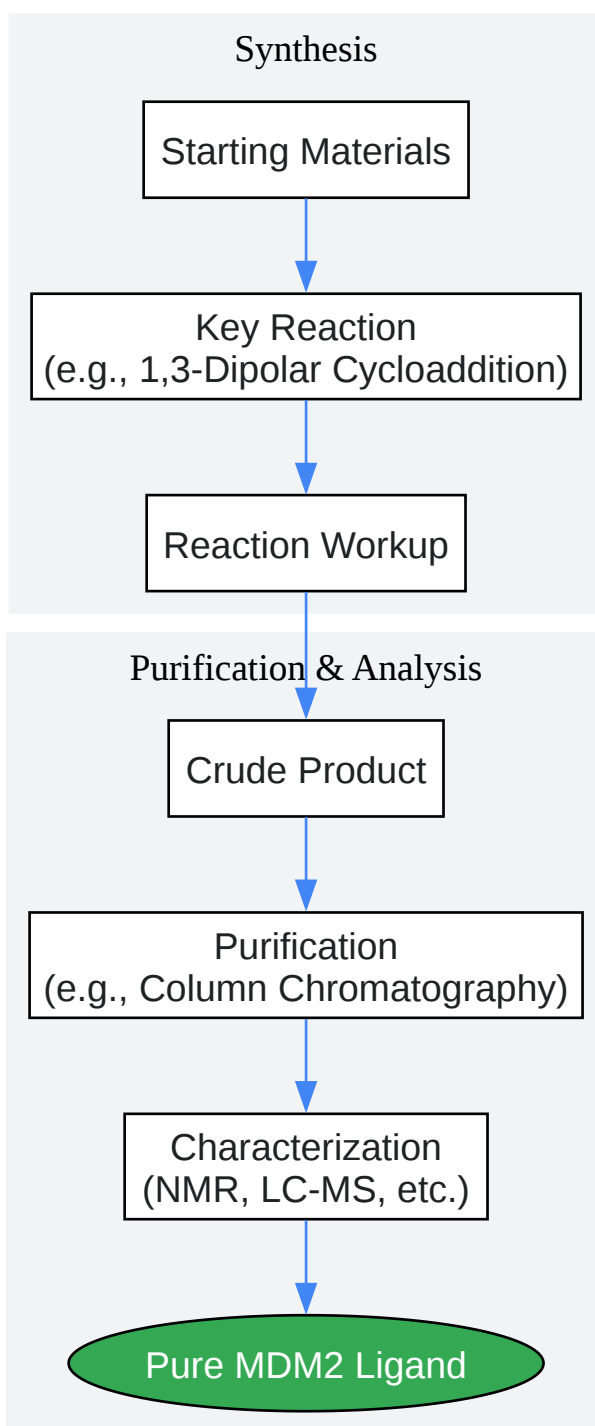 Synthesis
Starting Materials
Key Reaction
(e.g., 1,3-Dipolar Cycloaddition)
Reaction Workup
Purification & Analysis
Crude Product
Purification
(e.g., Column Chromatography)
Characterization
(NMR, LC-MS, etc.)
Pure MDM2 Ligand